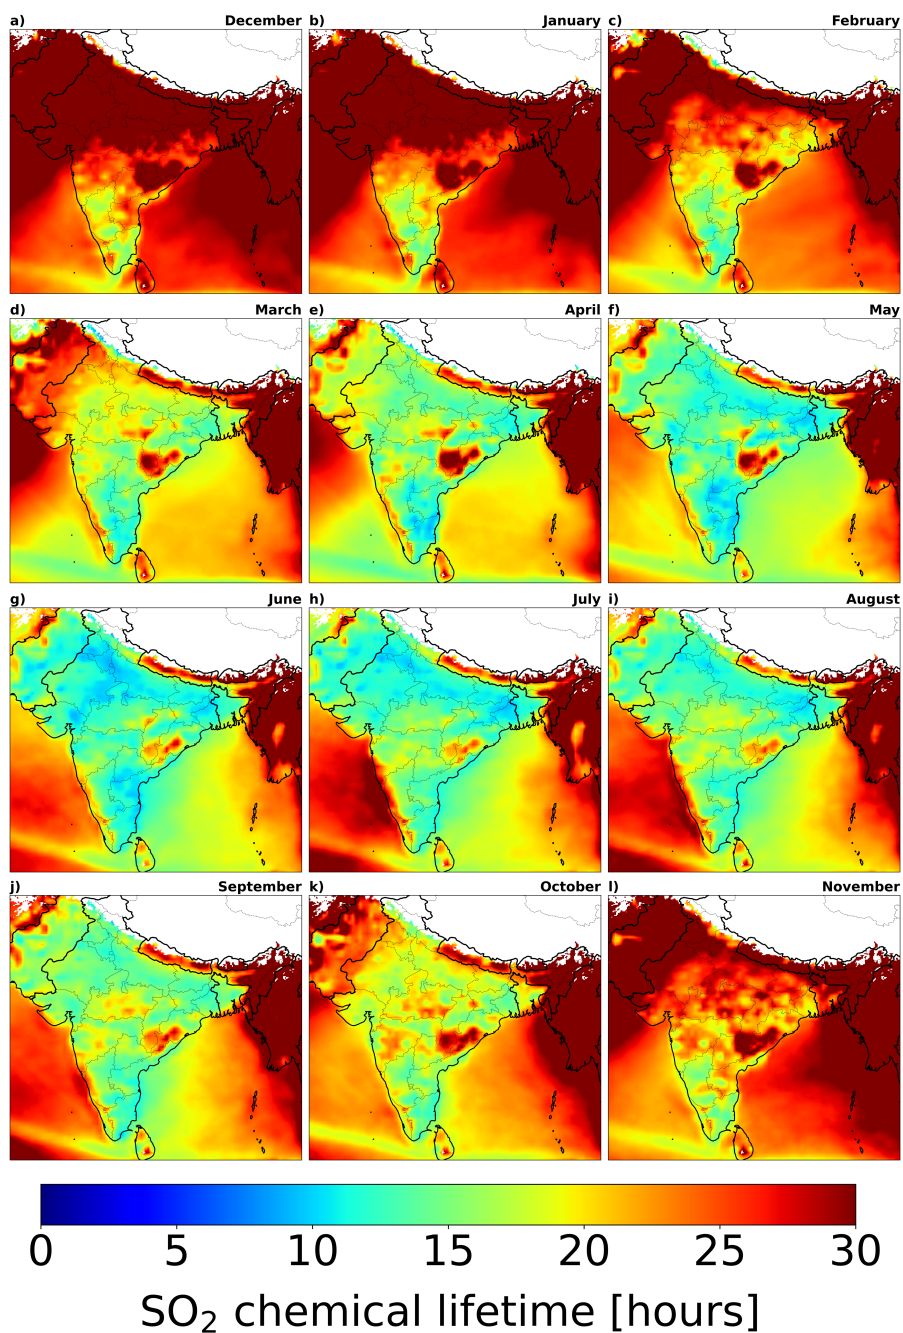 a) December
b) January
c) February
d) March
e) April
f) May
g) June
h) July
i) August
j) September
k) October
l) November
0 5 10 15 20 25 30
SO₂ chemical lifetime [hours]